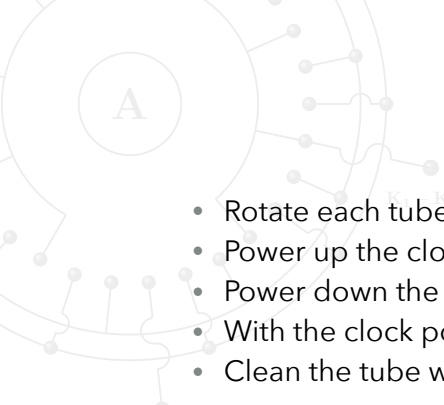 A
• Rotate each tube
• Power up the clo
• Power down the
• With the clock po
• Clean the tube w